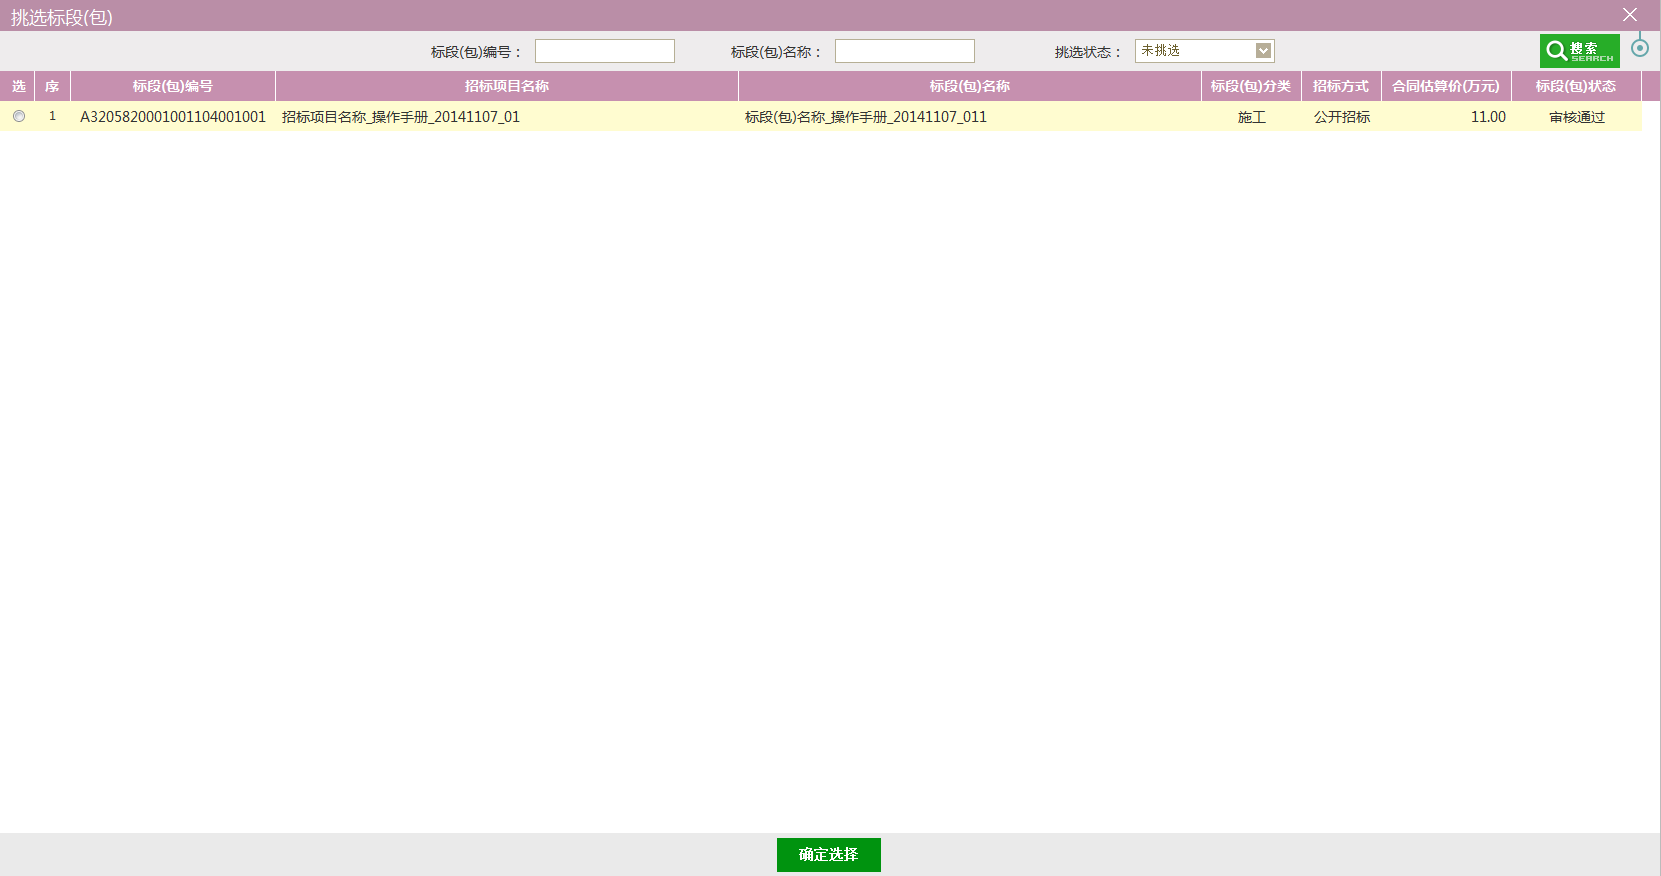 挑选标段(包)
标段(包)编号： 标段(包)名称： 挑选状态： 未挑选 搜索 SEARCH
选 序 标段(包)编号 招标项目名称 标段(包)名称 标段(包)分类 招标方式 合同估算价(万元) 标段(包)状态
1 A3205820001001104001001 招标项目名称_操作手册_20141107_01 标段(包)名称_操作手册_20141107_011 施工 公开招标 11.00 审核通过
确定选择